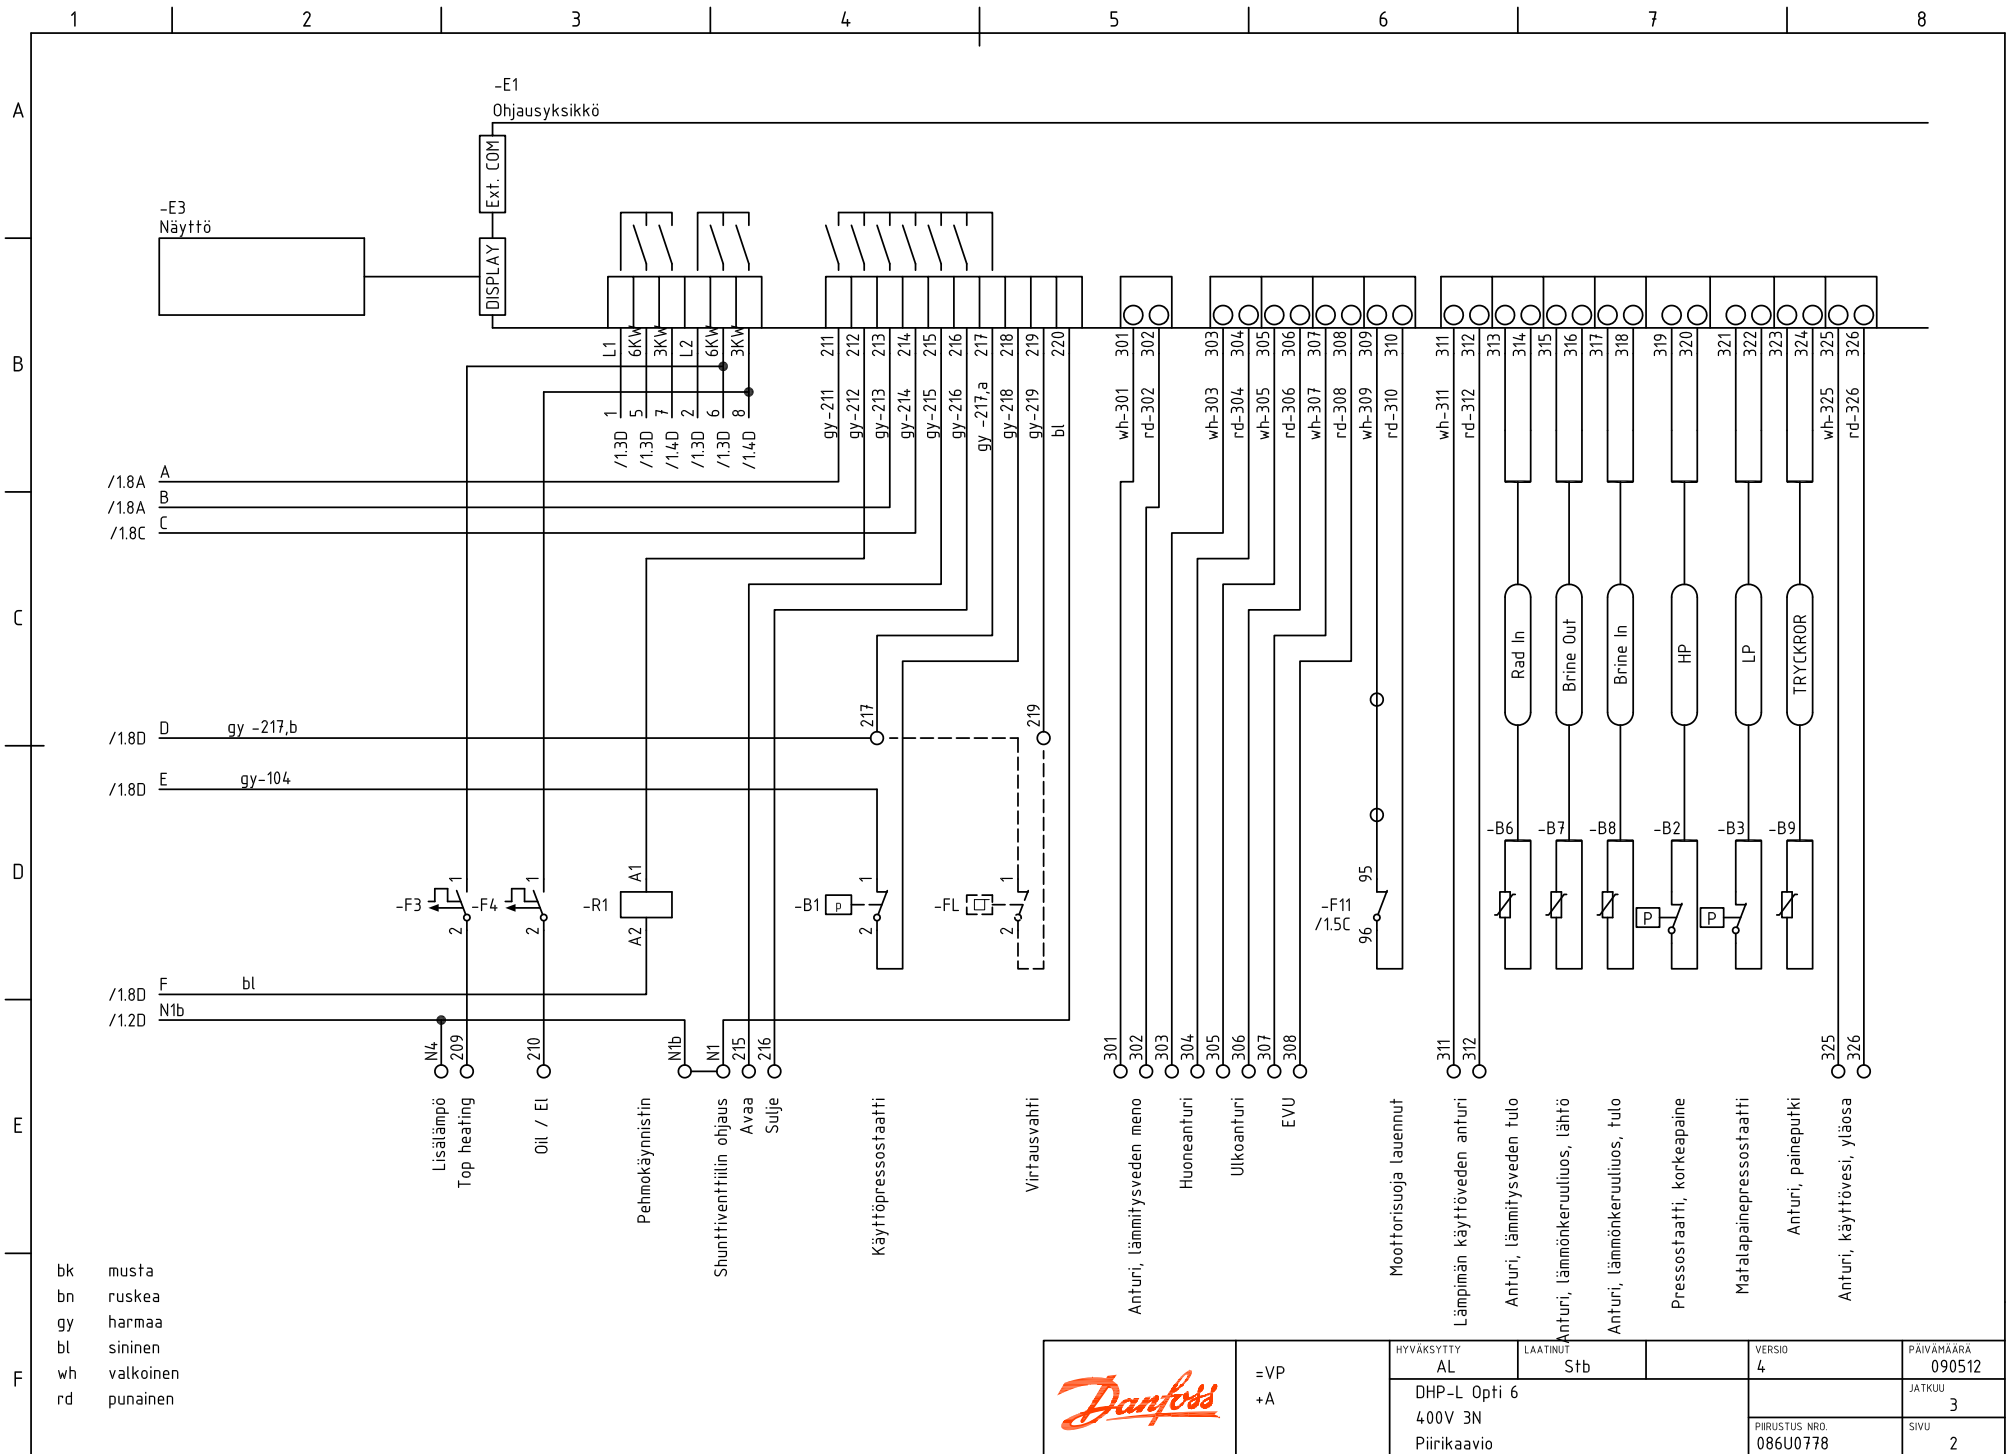 1 2 3 4 5 6 7 8
A
B
C
D
E
F
-E1
Ohjausyksikkö
Ext. COM
-E3
Näyttö
DISPLAY
L1 6KW 3KW L2 6KW 3KW
1 5 7 2 6 8
/1.3D /1.3D /1.4D /1.3D /1.3D /1.4D
211 212 213 214 215 216 217 218 219 220
gy-211 gy-212 gy-213 gy-214 gy-215 gy-216 gy -217,a gy-218 gy-219 bl
301 302 303 304 305 306 307 308 309 310
wh-301 rd-302 wh-303 rd-304 wh-305 rd-306 wh-307 rd-308 wh-309 rd-310
311 312 313 314 315 316 317 318 319 320 321 322 323 324 325 326
wh-311 rd-312 wh-325 rd-326
/1.8A A
/1.8A B
/1.8C C
Rad In
Brine Out
Brine In
HP
LP
TRYCKROR
/1.8D D gy -217,b 217 219
/1.8D E gy-104
-F3 1 2
-F4 1 2
-R1 A1 A2
-B1 p 1 2
-FL 1 2
-F11
/1.5C
95 96
-B6 -B7 -B8 -B2 -B3 -B9
P P
/1.8D F bl
/1.2D N1b
N4 209 210 N1b N1 215 216
301 302 303 304 305 306 307 308
311 312 325 326
Lisälämpö
Top heating
Oil / El
Pehmokäynnistin
Shunttiventtiilin ohjaus
Avaa
Sulje
Käyttöpressostaatti
Virtausvahti
Anturi, lämmitysveden meno
Huoneanturi
Ulkoanturi
EVU
Moottorisuoja lauennut
Lämpimän käyttöveden anturi
Anturi, lämmitysveden tulo
Anturi, lämmönkeruuliuos, lähtö
Anturi, lämmönkeruuliuos, tulo
Pressostaatti, korkeapaine
Matalapainepressostaatti
Anturi, paineputki
Anturi, käyttövesi, yläosa
bk musta
bn ruskea
gy harmaa
bl sininen
wh valkoinen
rd punainen
Danfoss
=VP
+A
HYVÄKSYTTY
AL
LAATINUT
Stb
VERSIO
4
PÄIVÄMÄÄRÄ
090512
DHP-L Opti 6
400V 3N
Piirikaavio
JATKUU
3
PIIRUSTUS NRO.
086U0778
SIVU
2